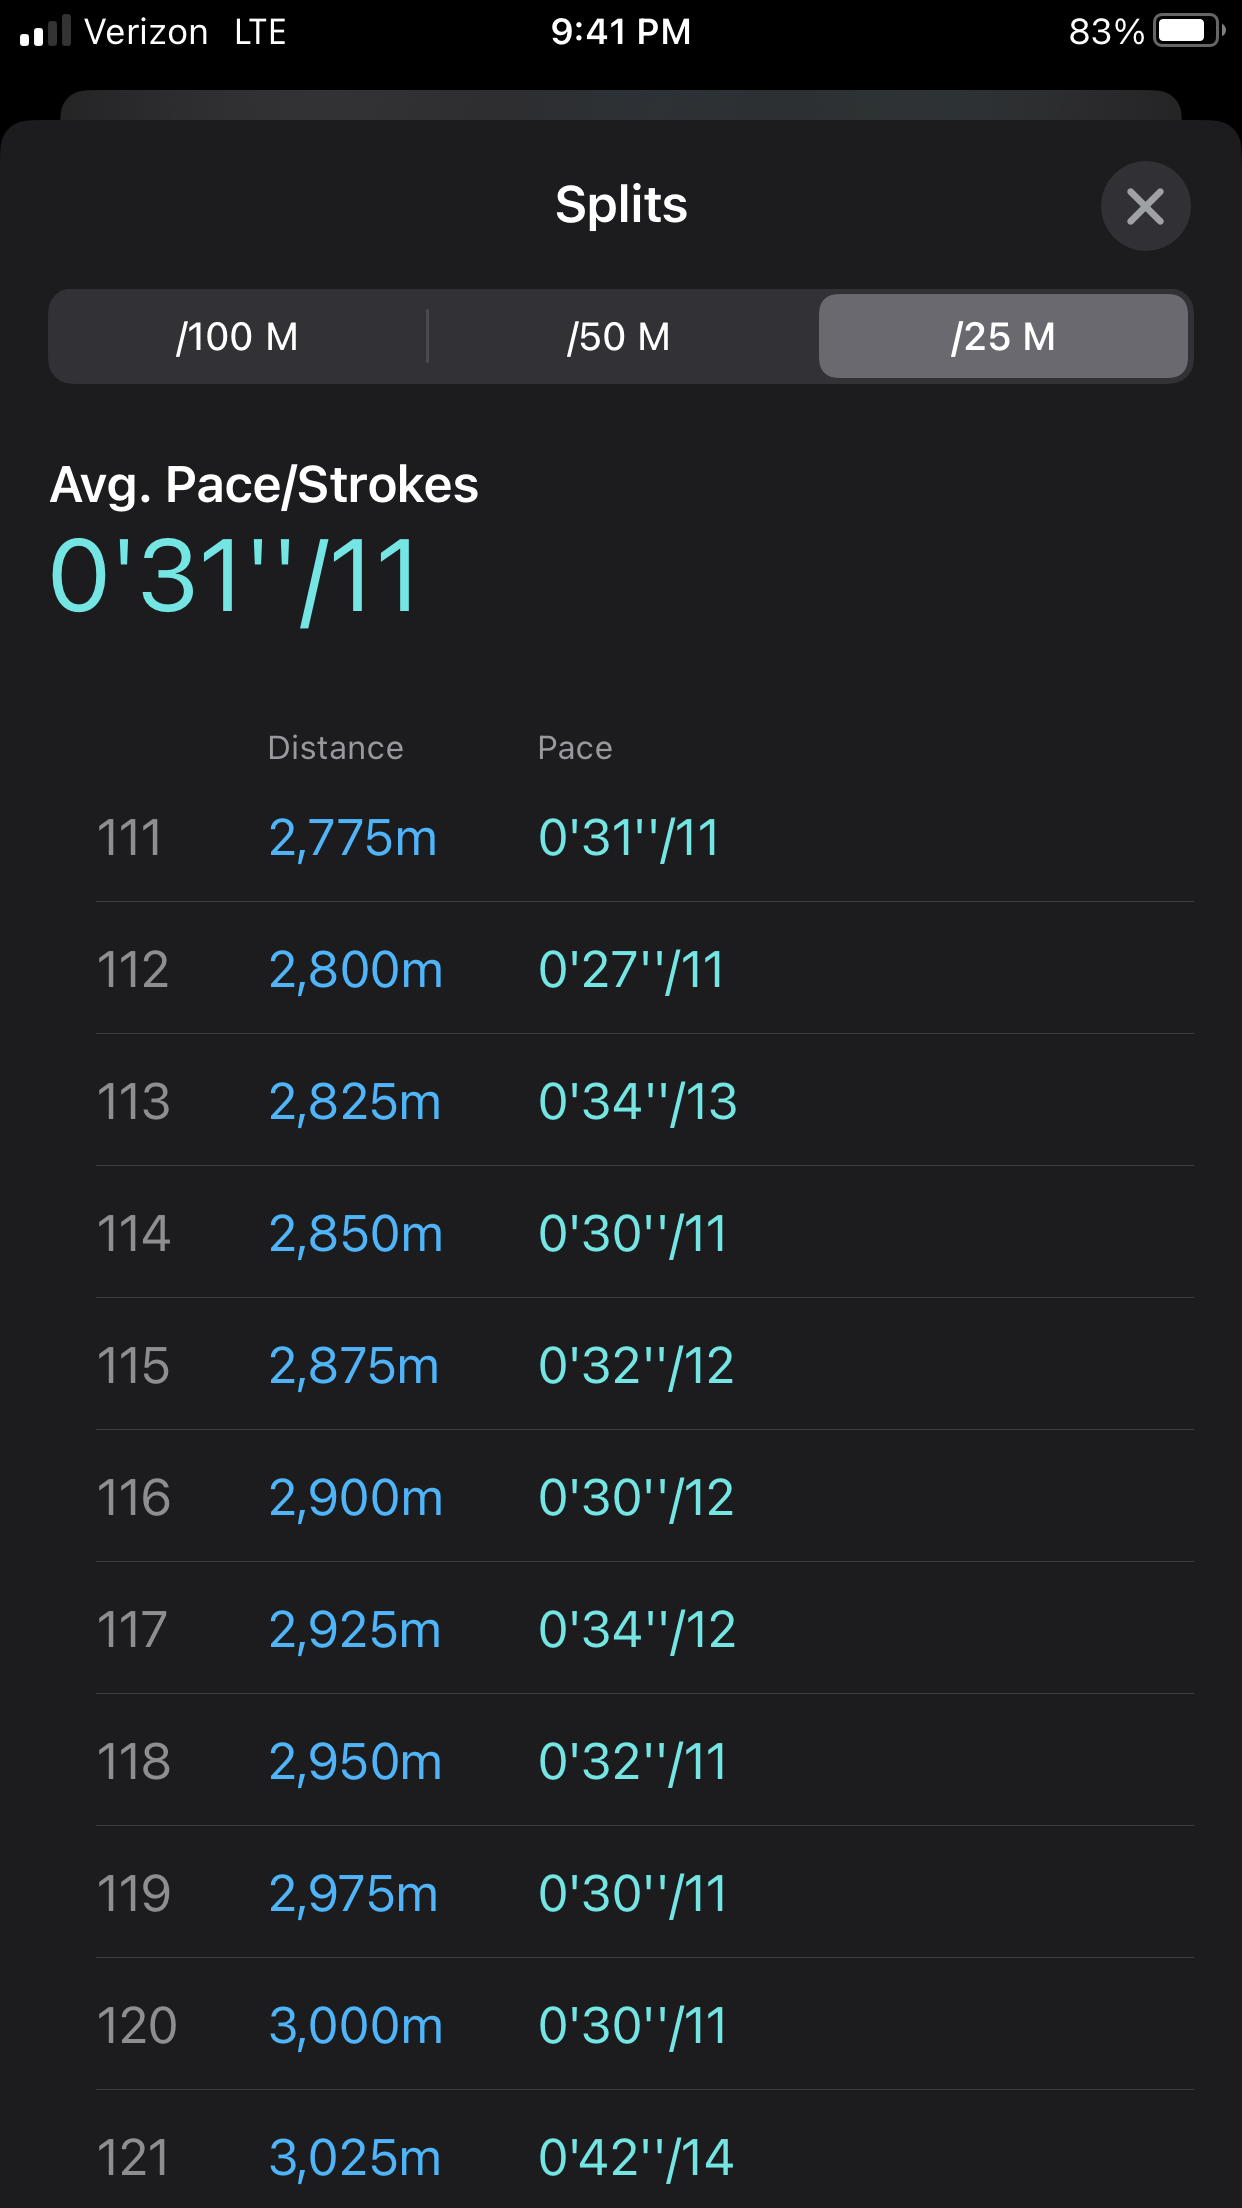 Verizon LTE 9:41 PM 83%
Splits
/100 M /50 M /25 M
Avg. Pace/Strokes
0'31''/11
Distance Pace
111 2,775m 0'31''/11
112 2,800m 0'27''/11
113 2,825m 0'34''/13
114 2,850m 0'30''/11
115 2,875m 0'32''/12
116 2,900m 0'30''/12
117 2,925m 0'34''/12
118 2,950m 0'32''/11
119 2,975m 0'30''/11
120 3,000m 0'30''/11
121 3,025m 0'42''/14